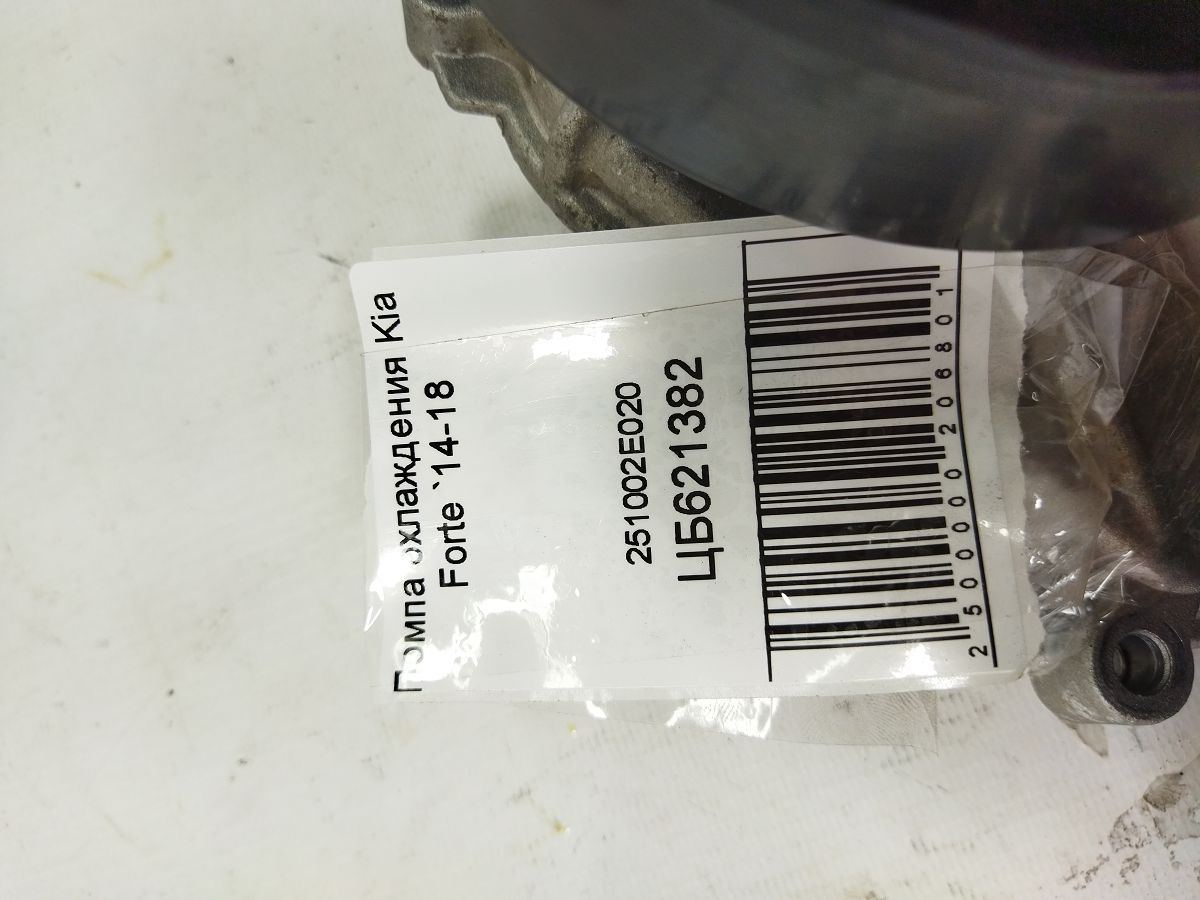 Помпа охлаждения Kia
Forte `14-18
251002E020
ЦБ621382
2500000206801